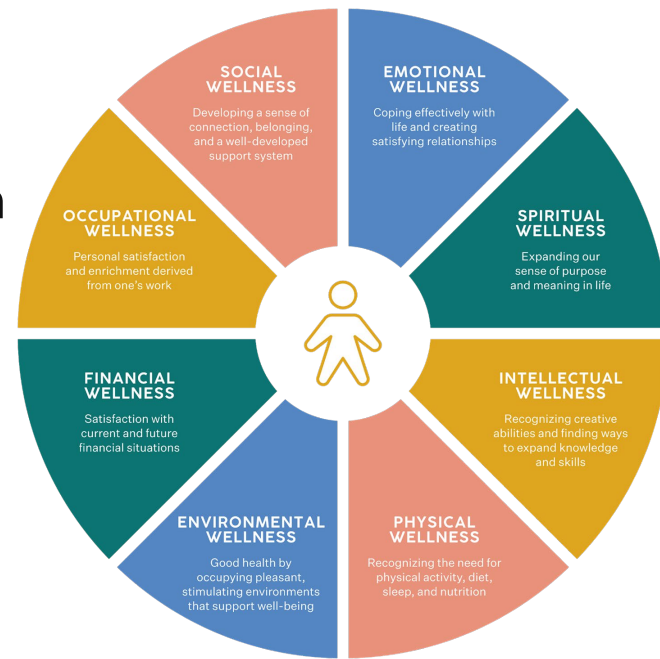 SOCIAL
WELLNESS
Developing a sense of
connection, belonging,
and a well-developed
support system
EMOTIONAL
WELLNESS
Coping effectively with
life and creating
satisfying relationships
SPIRITUAL
WELLNESS
Expanding our
sense of purpose
and meaning in life
INTELLECTUAL
WELLNESS
Recognizing creative
abilities and finding ways
to expand knowledge
and skills
PHYSICAL
WELLNESS
Recognizing the need for
physical activity, diet,
sleep, and nutrition
ENVIRONMENTAL
WELLNESS
Good health by
occupying pleasant,
stimulating environments
that support well-being
FINANCIAL
WELLNESS
Satisfaction with
current and future
financial situations
OCCUPATIONAL
WELLNESS
Personal satisfaction
and enrichment derived
from one's work